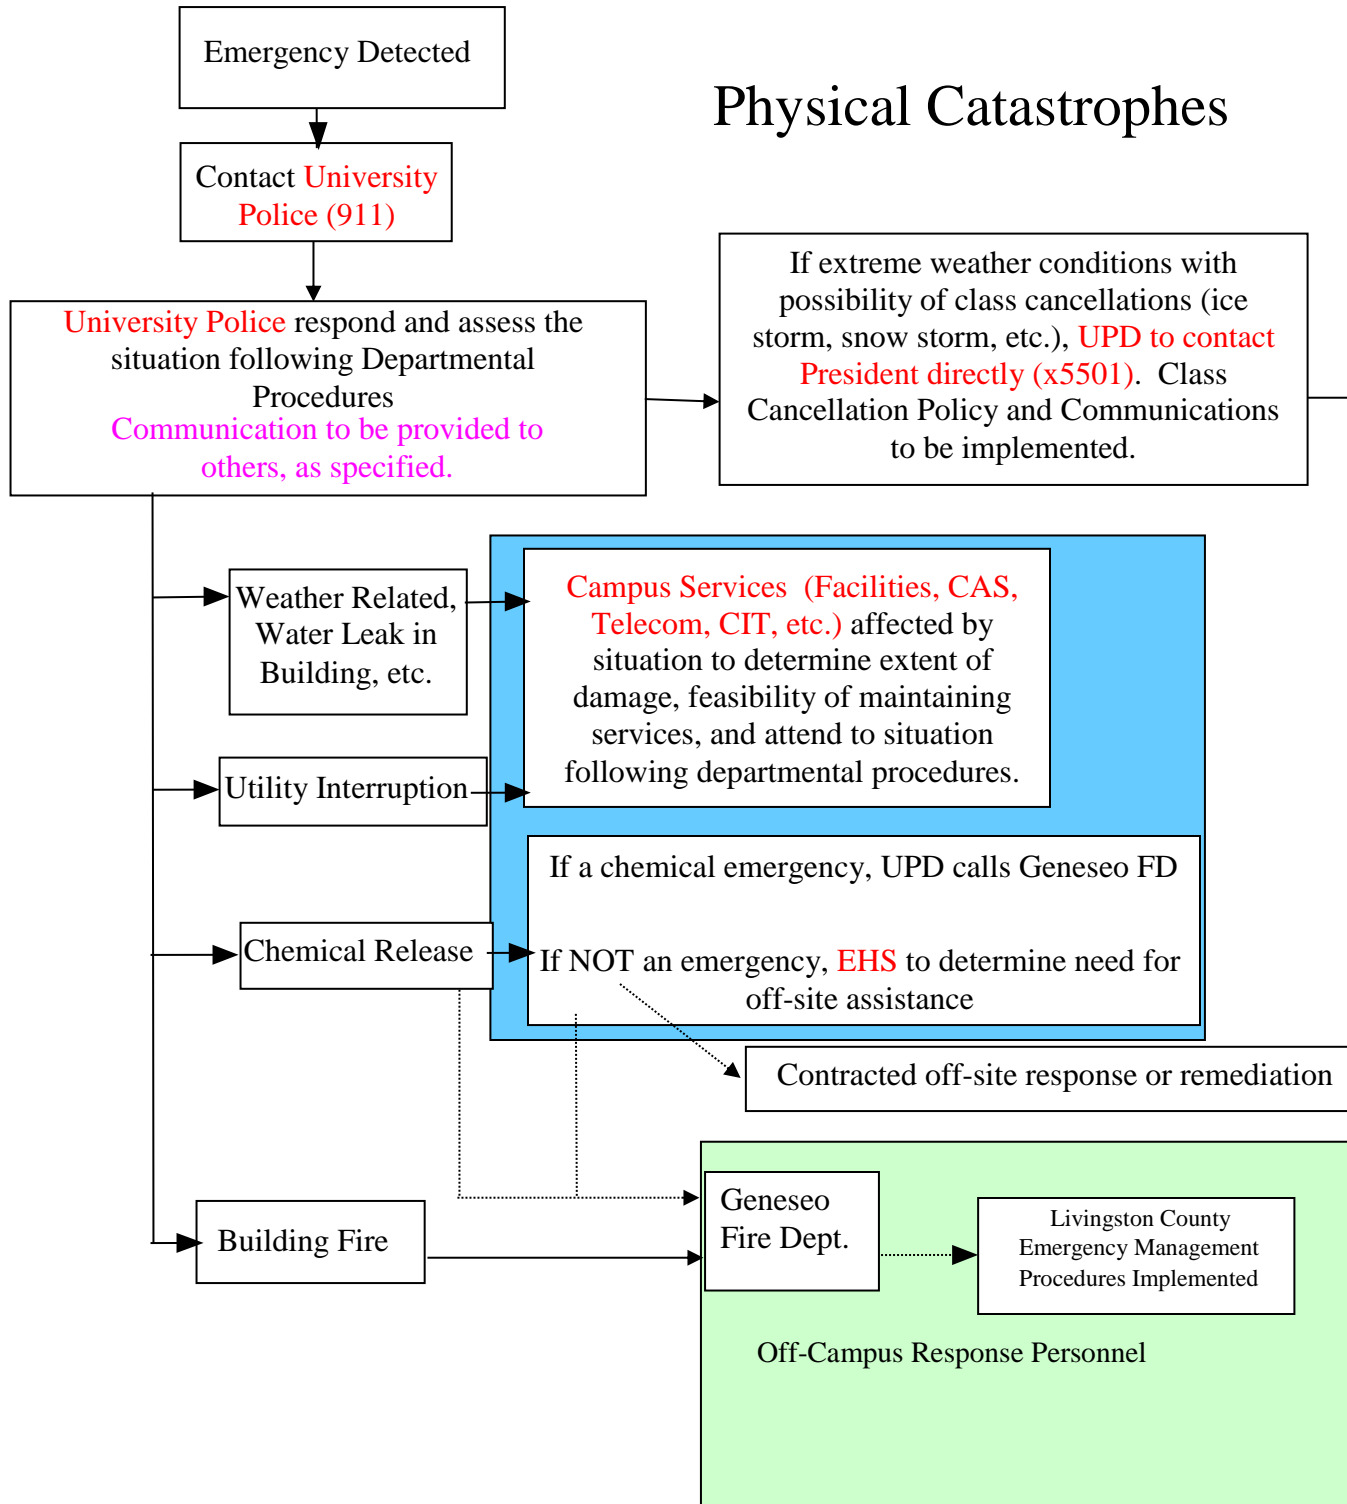 Emergency Detected
Physical Catastrophes
Contact University
Police (911)
University Police respond and assess the
situation following Departmental
Procedures
Communication to be provided to
others, as specified.
If extreme weather conditions with
possibility of class cancellations (ice
storm, snow storm, etc.), UPD to contact
President directly (x5501).  Class
Cancellation Policy and Communications
to be implemented.
Weather Related,
Water Leak in
Building, etc.
Campus Services  (Facilities, CAS,
Telecom, CIT, etc.) affected by
situation to determine extent of
damage, feasibility of maintaining
services, and attend to situation
following departmental procedures.
Utility Interruption
If a chemical emergency, UPD calls Geneseo FD
If NOT an emergency, EHS to determine need for
off-site assistance
Chemical Release
Contracted off-site response or remediation
Geneseo
Fire Dept.
Building Fire
Livingston County
Emergency Management
Procedures Implemented
Off-Campus Response Personnel